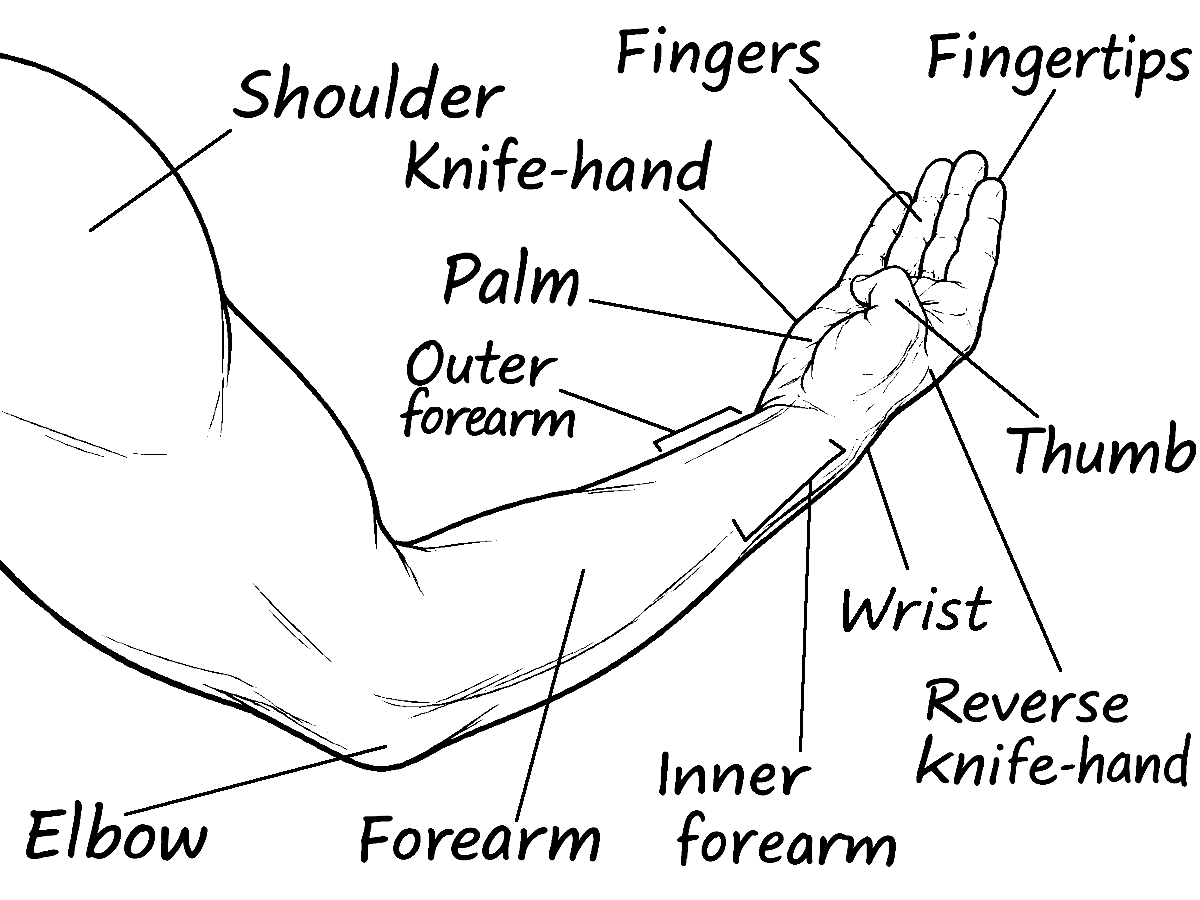 Fingers
Fingertips
Shoulder
Knife-hand
Palm
Outer
forearm
Thumb
Wrist
Reverse
knife-hand
Inner
forearm
Elbow
Forearm